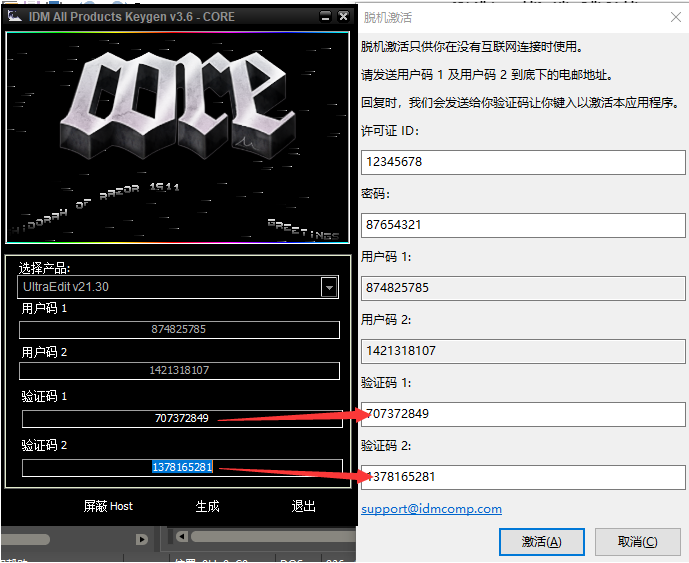 IDM All Products Keygen v3.6 - CORE
CORE
HIDORAH OF RAZOR 1911
GREETINGS
选择产品:
UltraEdit v21.30
用户码 1
874825785
用户码 2
1421318107
验证码 1
707372849
验证码 2
1378165281
屏蔽 Host
生成
退出
脱机激活
脱机激活只供你在没有互联网连接时使用。
请发送用户码 1 及用户码 2 到底下的电邮地址。
回复时，我们会发送给你验证码让你键入以激活本应用程序。
许可证 ID:
12345678
密码:
87654321
用户码 1:
874825785
用户码 2:
1421318107
验证码 1:
707372849
验证码 2:
1378165281
support@idmcomp.com
激活(A)
取消(C)